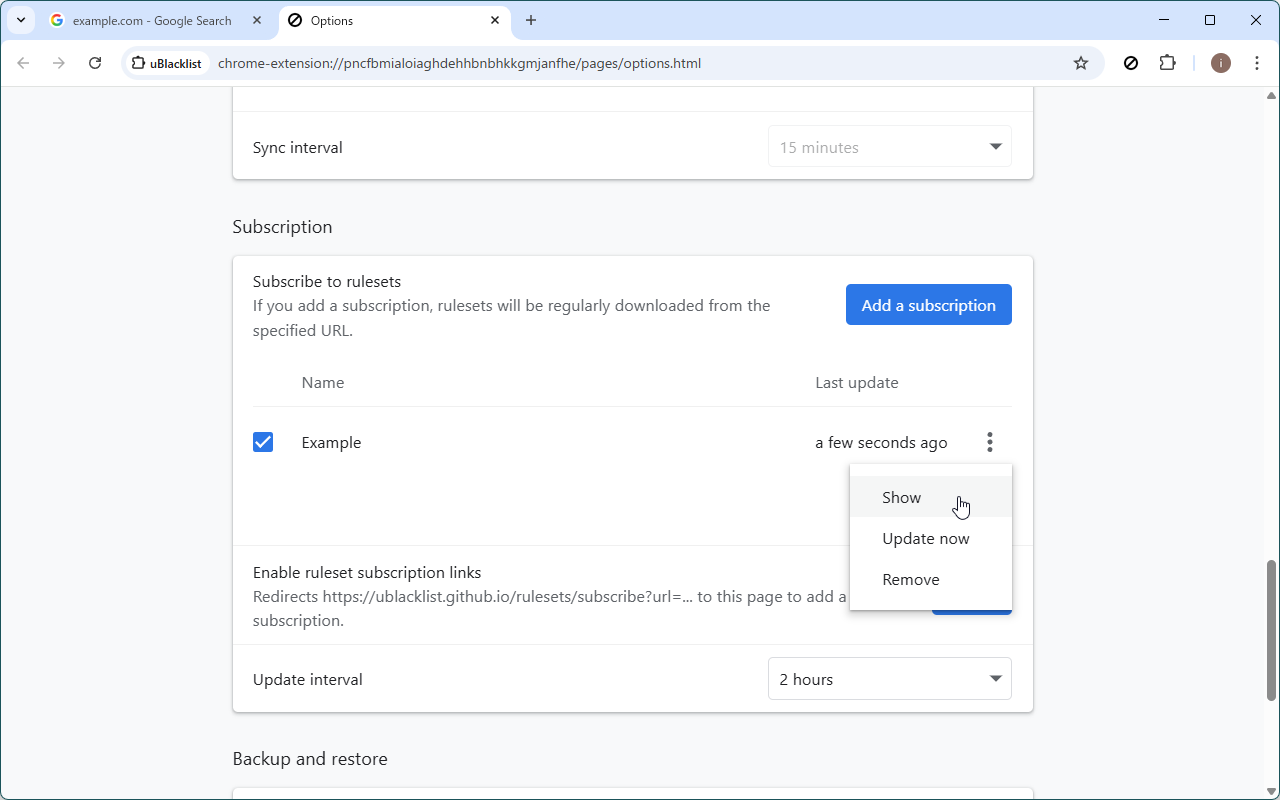 example.com - Google Search
Options
uBlacklist
chrome-extension://pncfbmialoiaghdehhbnbhkkgmjanfhe/pages/options.html
i
Sync interval
15 minutes
Subscription
Subscribe to rulesets
If you add a subscription, rulesets will be regularly downloaded from the
specified URL.
Add a subscription
Name
Last update
Example
a few seconds ago
Show
Update now
Remove
Enable ruleset subscription links
Redirects https://ublacklist.github.io/rulesets/subscribe?url=... to this page to add a
subscription.
Update interval
2 hours
Backup and restore